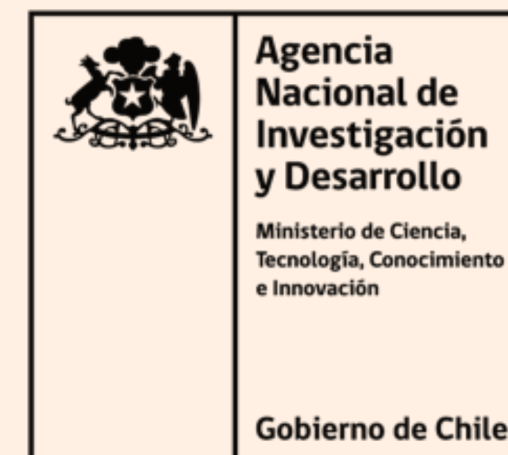 Agencia
Nacional de
Investigación
y Desarrollo
Ministerio de Ciencia,
Tecnología, Conocimiento
e Innovación
Gobierno de Chile